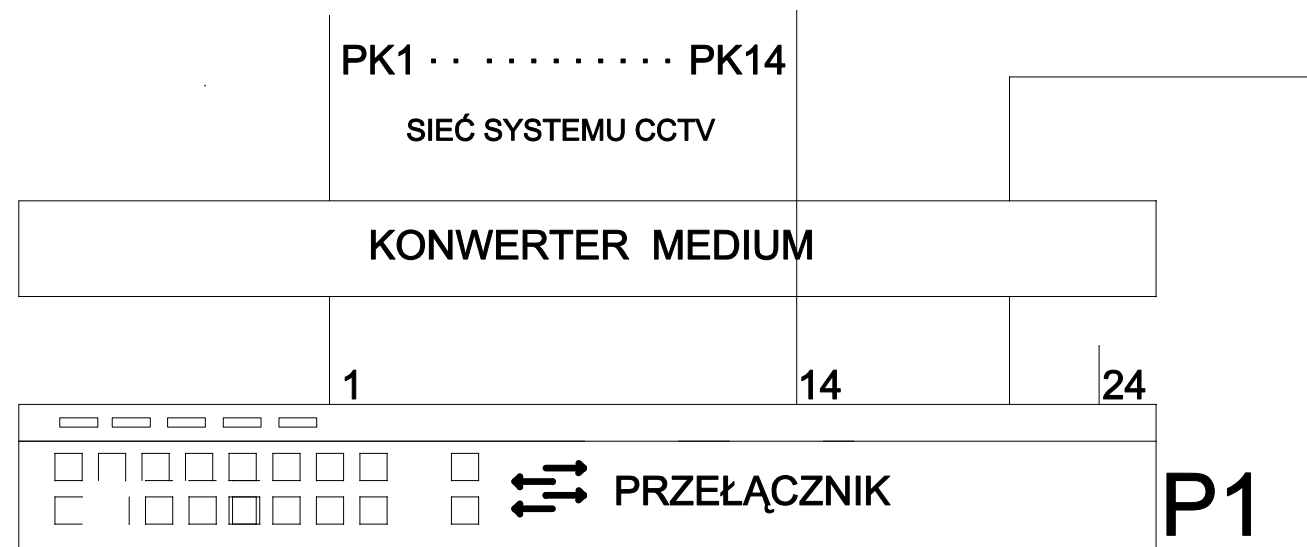 PK1 ············ PK14
SIEĆ SYSTEMU CCTV
KONWERTER MEDIUM
1 14 24
PRZEŁĄCZNIK P1